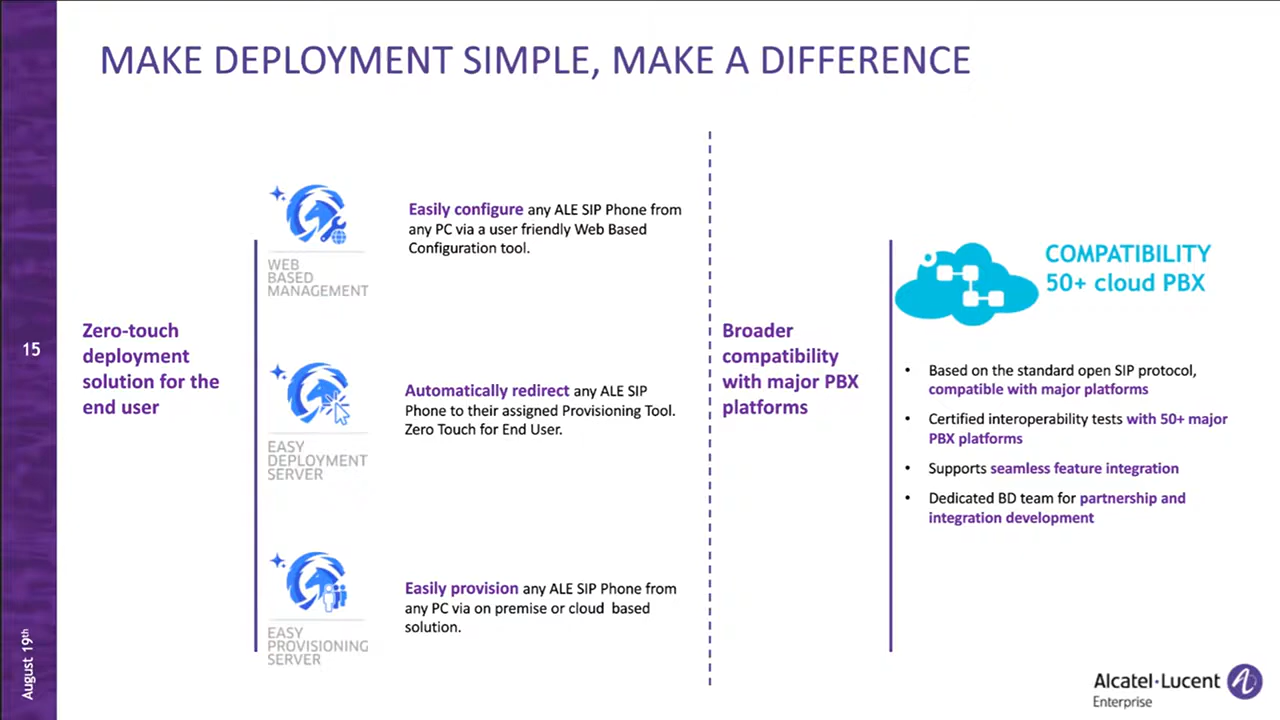 MAKE DEPLOYMENT SIMPLE, MAKE A DIFFERENCE
Zero-touch
deployment
solution for the
end user
WEB
BASED
MANAGEMENT
Easily configure any ALE SIP Phone from
any PC via a user friendly Web Based
Configuration tool.
EASY
DEPLOYMENT
SERVER
Automatically redirect any ALE SIP
Phone to their assigned Provisioning Tool.
Zero Touch for End User.
EASY
PROVISIONING
SERVER
Easily provision any ALE SIP Phone from
any PC via on premise or cloud based
solution.
Broader
compatibility
with major PBX
platforms
COMPATIBILITY
50+ cloud PBX
• Based on the standard open SIP protocol,
compatible with major platforms
• Certified interoperability tests with 50+ major
PBX platforms
• Supports seamless feature integration
• Dedicated BD team for partnership and
integration development
15
August 19th
Alcatel·Lucent
Enterprise